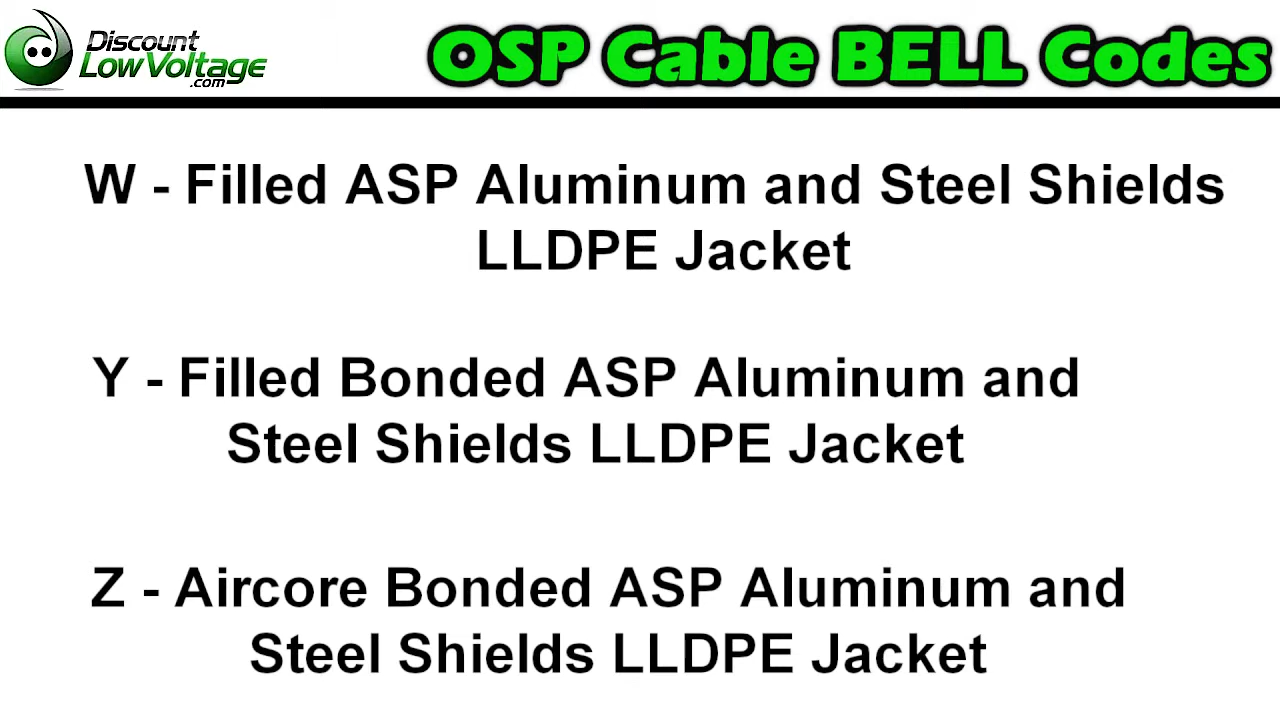 Discount
LowVoltage
.com
OSP Cable BELL Codes
W - Filled ASP Aluminum and Steel Shields
LLDPE Jacket
Y - Filled Bonded ASP Aluminum and
Steel Shields LLDPE Jacket
Z - Aircore Bonded ASP Aluminum and
Steel Shields LLDPE Jacket